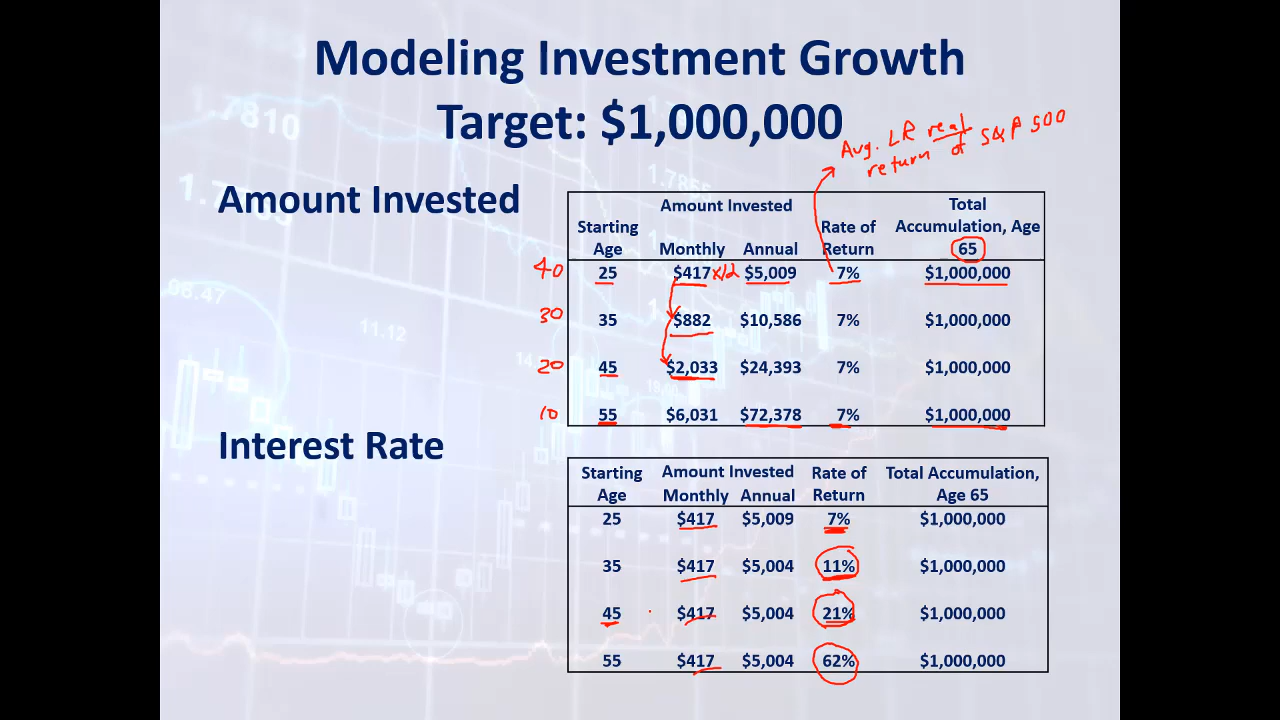 Modeling Investment Growth
Target: $1,000,000
Avg. LR real return of S&P 500
Amount Invested
Starting Age | Amount Invested Monthly | Annual | Rate of Return | Total Accumulation, Age 65
40 25 $417 x12 $5,009 7% $1,000,000
30 35 $882 $10,586 7% $1,000,000
20 45 $2,033 $24,393 7% $1,000,000
10 55 $6,031 $72,378 7% $1,000,000
Interest Rate
Starting Age | Amount Invested Monthly | Annual | Rate of Return | Total Accumulation, Age 65
25 $417 $5,009 7% $1,000,000
35 $417 $5,004 11% $1,000,000
45 $417 $5,004 21% $1,000,000
55 $417 $5,004 62% $1,000,000
1.7810
1.7855
11.12